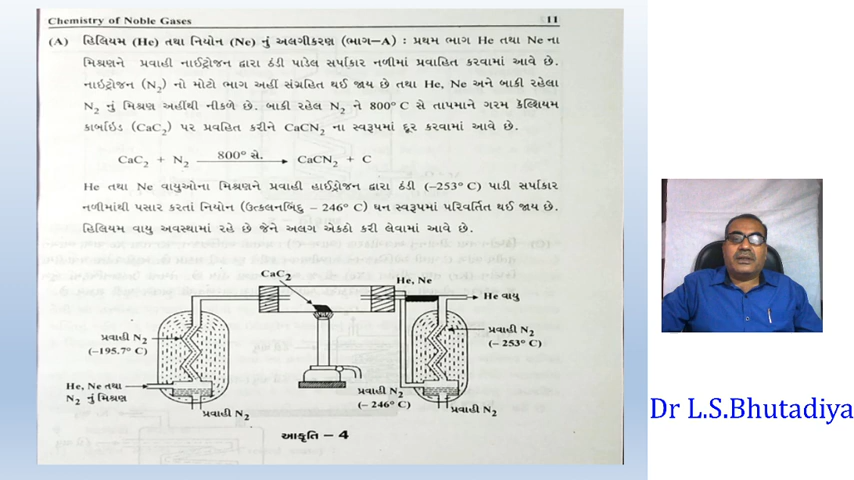 Chemistry of Noble Gases 11
(A) હિલિયમ (He) તથા નિયોન (Ne) નું અલગીકરણ (ભાગ–A) : પ્રથમ ભાગ He તથા Ne ના
મિશ્રણને પ્રવાહી નાઈટ્રોજન દ્વારા ઠંડી પાડેલ સર્પાકાર નળીમાં પ્રવાહિત કરવામાં આવે છે.
નાઇટ્રોજન (N₂) નો મોટો ભાગ અહીં સંગ્રહિત થઈ જાય છે તથા He, Ne અને બાકી રહેલા
N₂ નું મિશ્રણ અહીંથી નીકળે છે. બાકી રહેલ N₂ ને 800° C સે તાપમાને ગરમ કૅલ્શિયમ
કાર્બાઇડ (CaC₂) પર પ્રવહિત કરીને CaCN₂ ના સ્વરૂપમાં દૂર કરવામાં આવે છે.
CaC₂ + N₂ 800° સે. → CaCN₂ + C
He તથા Ne વાયુઓના મિશ્રણને પ્રવાહી હાઈડ્રોજન દ્વારા ઠંડી (–253° C) પાડી સર્પાકાર
નળીમાંથી પસાર કરતાં નિયોન (ઉત્કલનબિંદુ – 246° C) ઘન સ્વરૂપમાં પરિવર્તિત થઈ જાય છે.
હિલિયમ વાયુ અવસ્થામાં રહે છે જેને અલગ એકઠો કરી લેવામાં આવે છે.
CaC₂
He, Ne
He વાયુ
પ્રવાહી N₂
(–195.7° C)
પ્રવાહી N₂
(– 253° C)
He, Ne તથા
N₂ નું મિશ્રણ
પ્રવાહી N₂
પ્રવાહી N₂
(– 246° C)
પ્રવાહી N₂
આકૃતિ – 4
Dr L.S.Bhutadiya